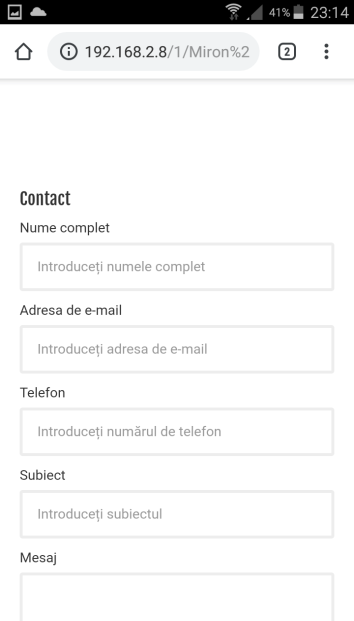 41% 23:14
192.168.2.8/1/Miron%2 2
Contact
Nume complet
Introduceți numele complet
Adresa de e-mail
Introduceți adresa de e-mail
Telefon
Introduceți numărul de telefon
Subiect
Introduceți subiectul
Mesaj